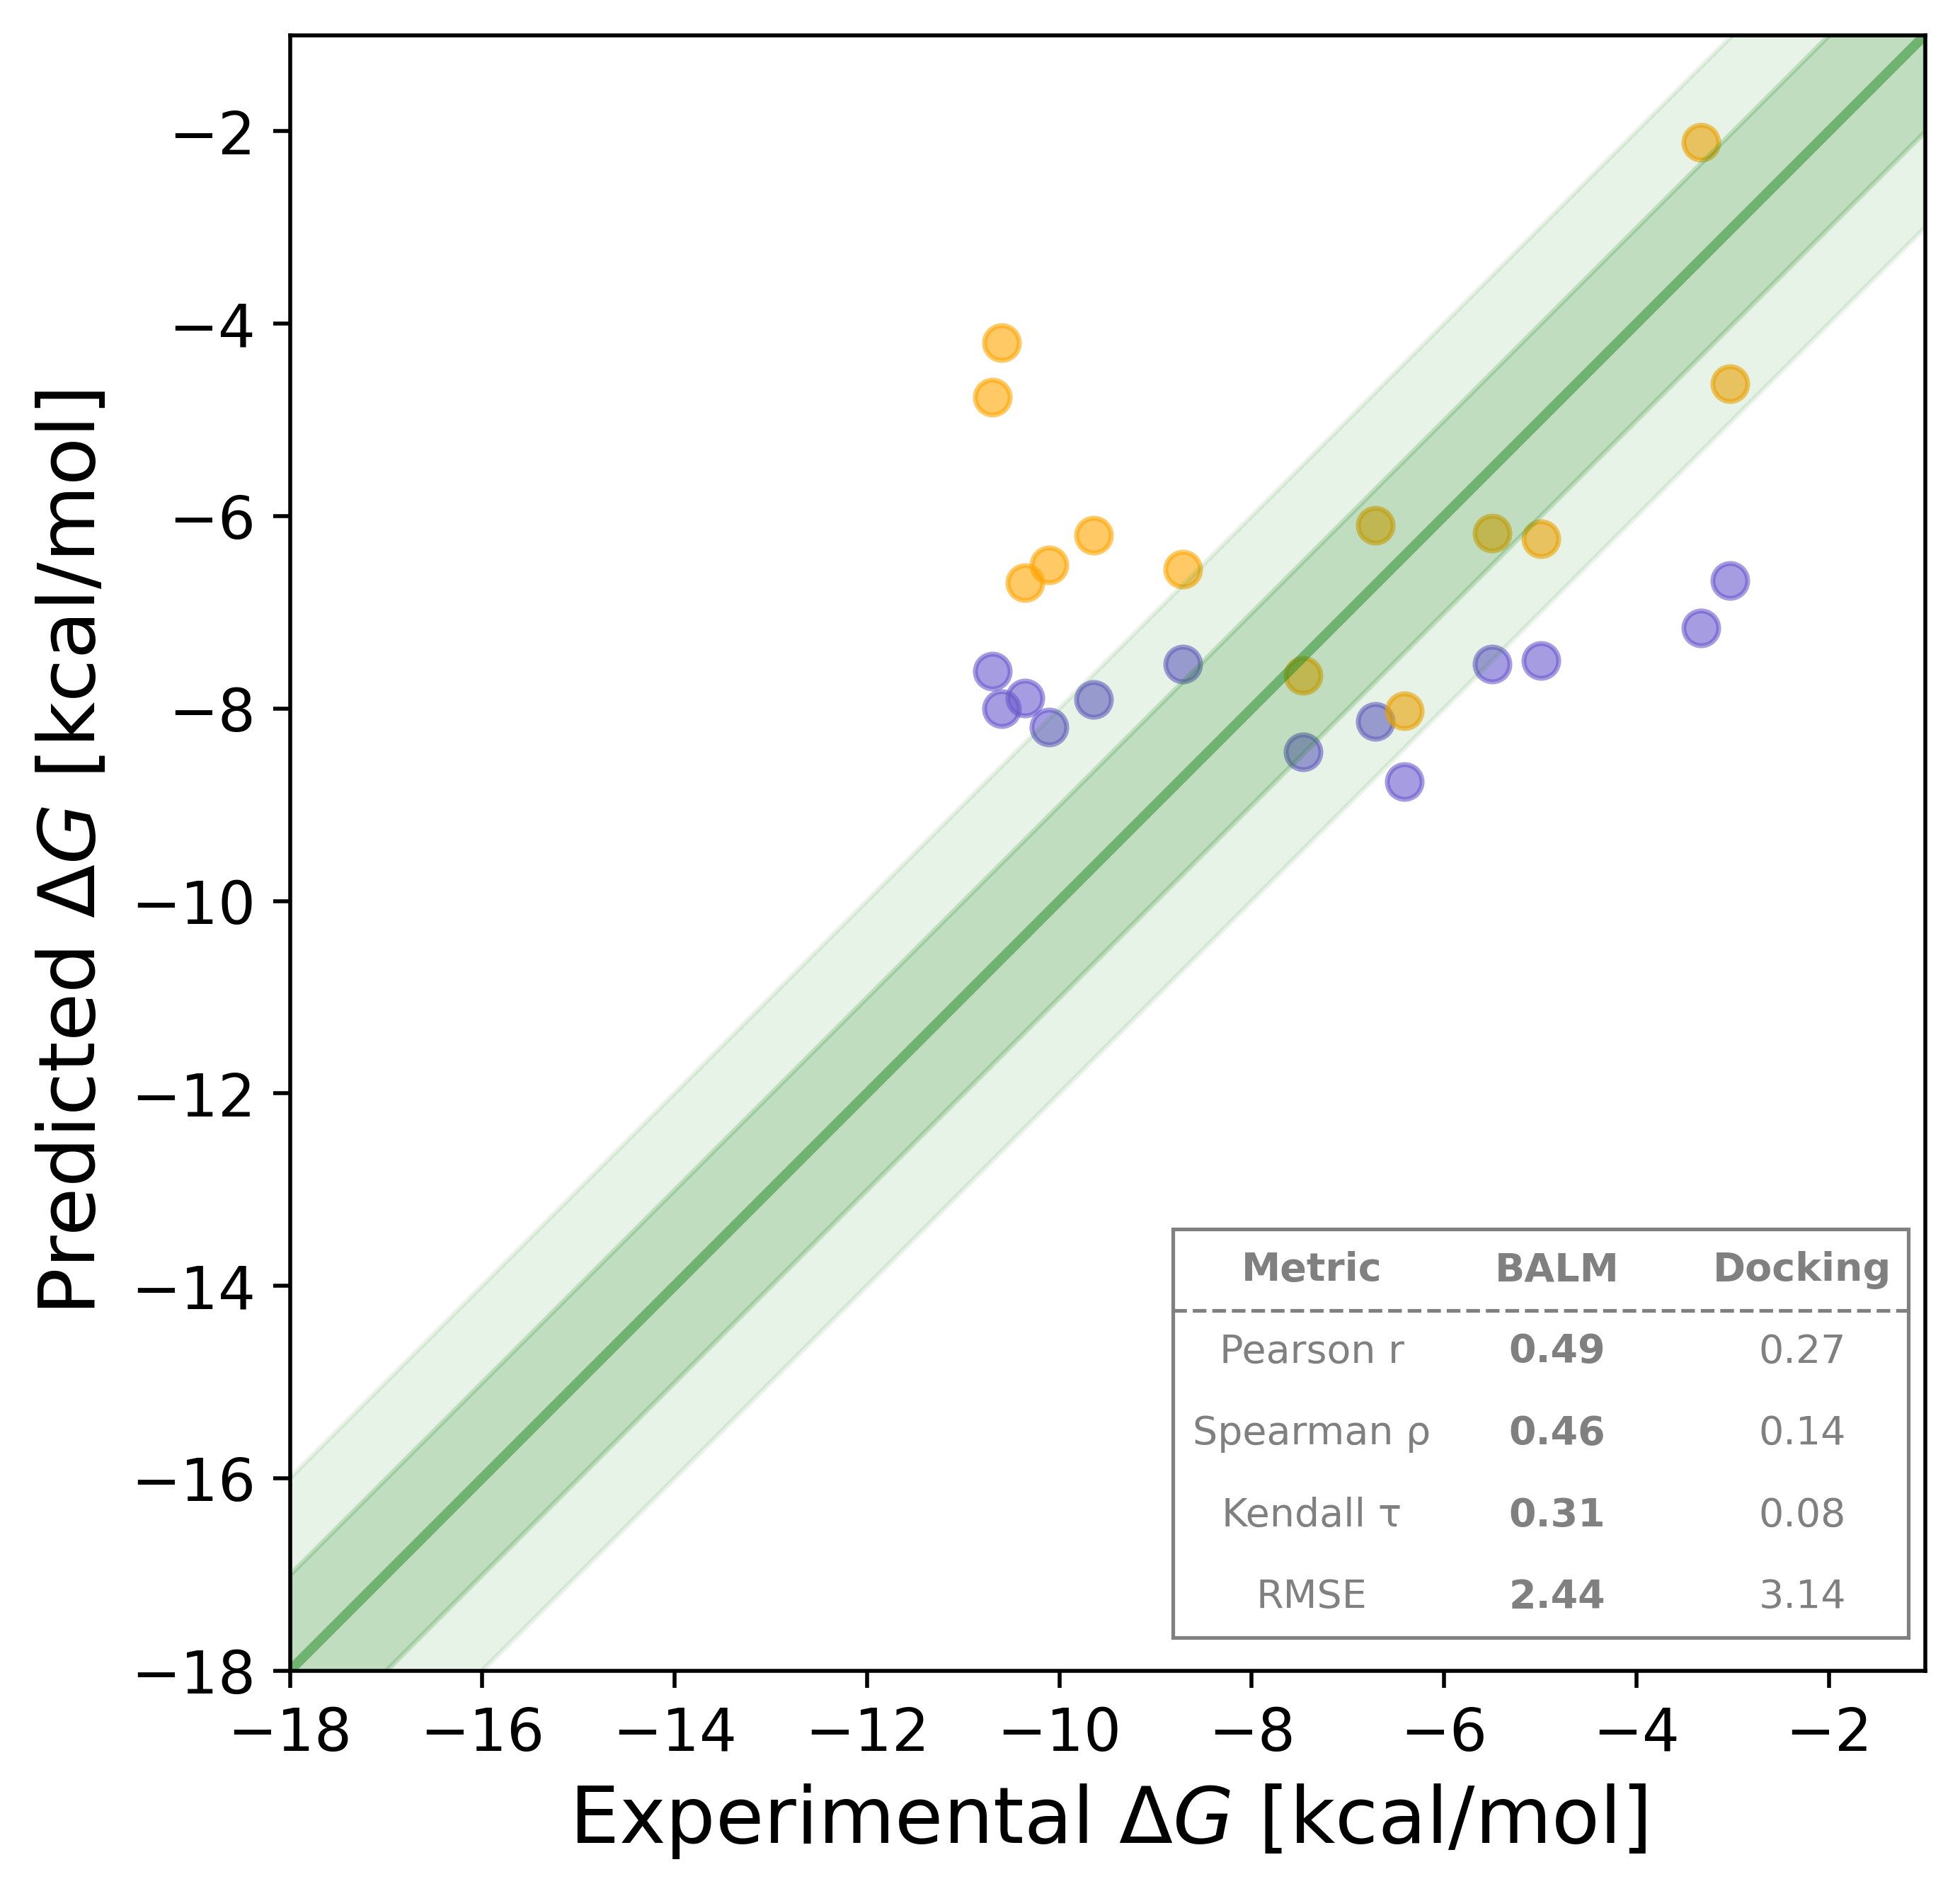 Predicted ΔG [kcal/mol]
−2
−4
−6
−8
−10
−12
−14
−16
−18
Metric BALM Docking
Pearson r 0.49 0.27
Spearman ρ 0.46 0.14
Kendall τ 0.31 0.08
RMSE 2.44 3.14
−18 −16 −14 −12 −10 −8 −6 −4 −2
Experimental ΔG [kcal/mol]